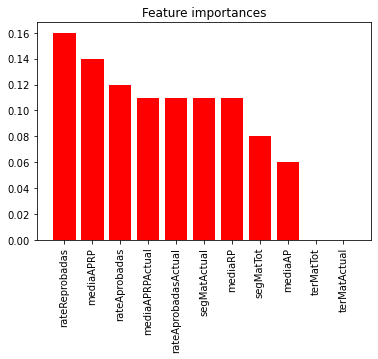 Feature importances
0.16
0.14
0.12
0.10
0.08
0.06
0.04
0.02
0.00
rateReprobadas
mediaAPRP
rateAprobadas
mediaAPRPActual
rateAprobadasActual
segMatActual
mediaRP
segMatTot
mediaAP
terMatTot
terMatActual